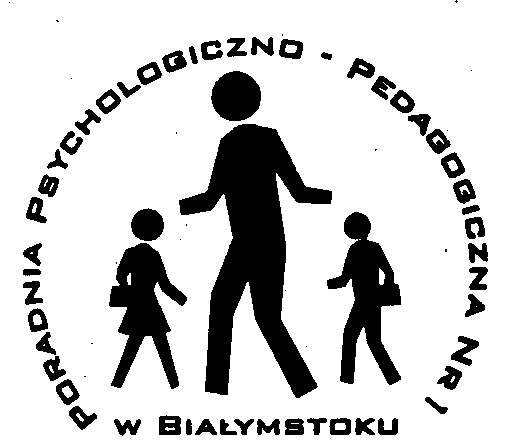 PORADNIA PSYCHOLOGICZNO - PEDAGOGICZNA NR 1
W BIAŁYMSTOKU